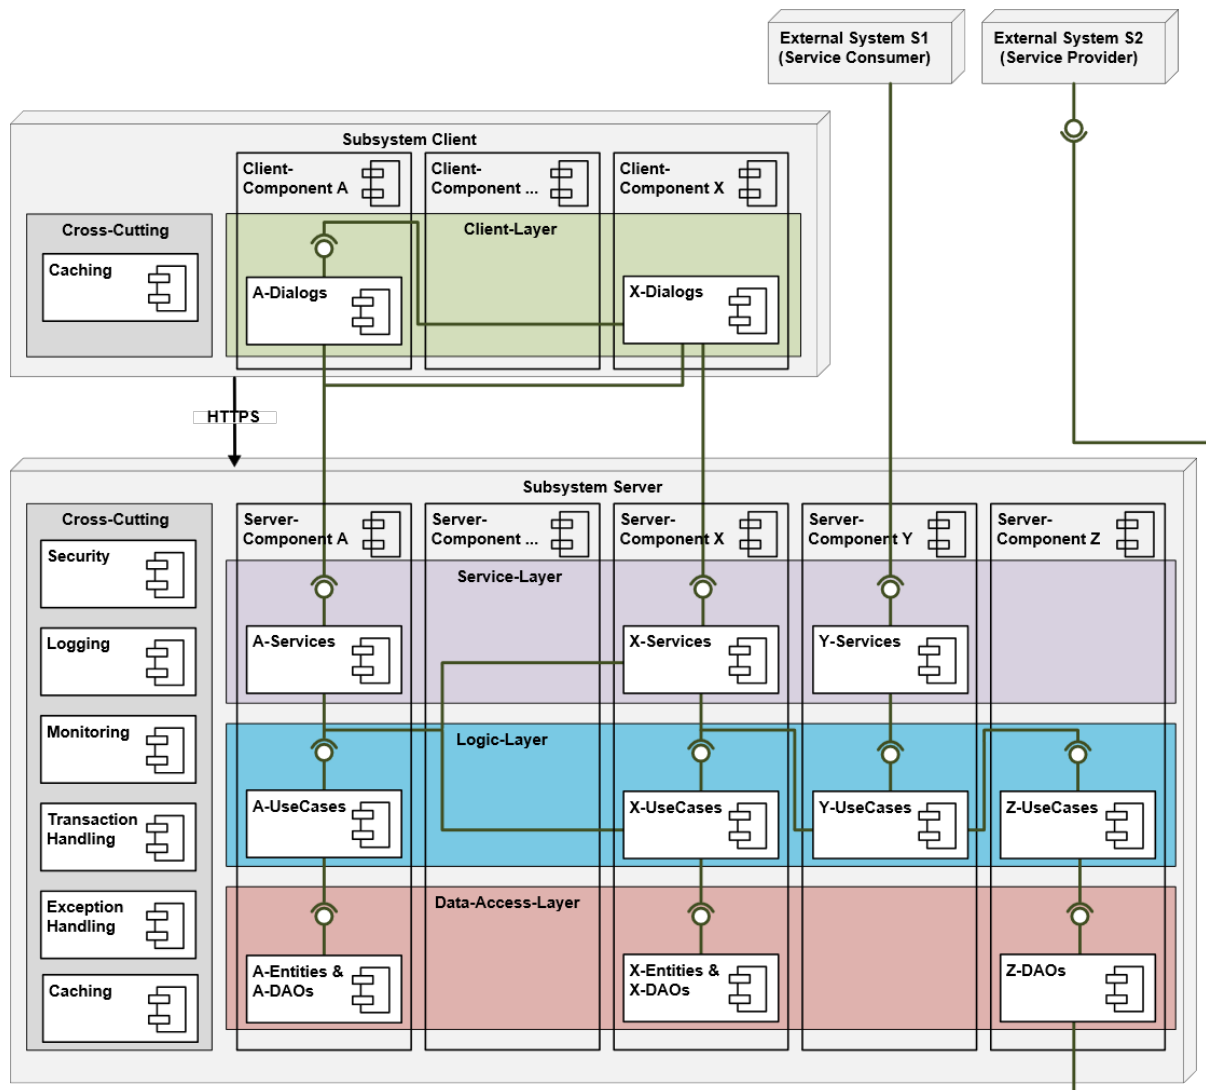 External System S1
(Service Consumer)
External System S2
(Service Provider)
Subsystem Client
Client-
Component A
Client-
Component ...
Client-
Component X
Cross-Cutting
Caching
Client-Layer
A-Dialogs
X-Dialogs
HTTPS
Subsystem Server
Cross-Cutting
Security
Logging
Monitoring
Transaction
Handling
Exception
Handling
Caching
Server-
Component A
Server-
Component ...
Server-
Component X
Server-
Component Y
Server-
Component Z
Service-Layer
A-Services
X-Services
Y-Services
Logic-Layer
A-UseCases
X-UseCases
Y-UseCases
Z-UseCases
Data-Access-Layer
A-Entities &
A-DAOs
X-Entities &
X-DAOs
Z-DAOs